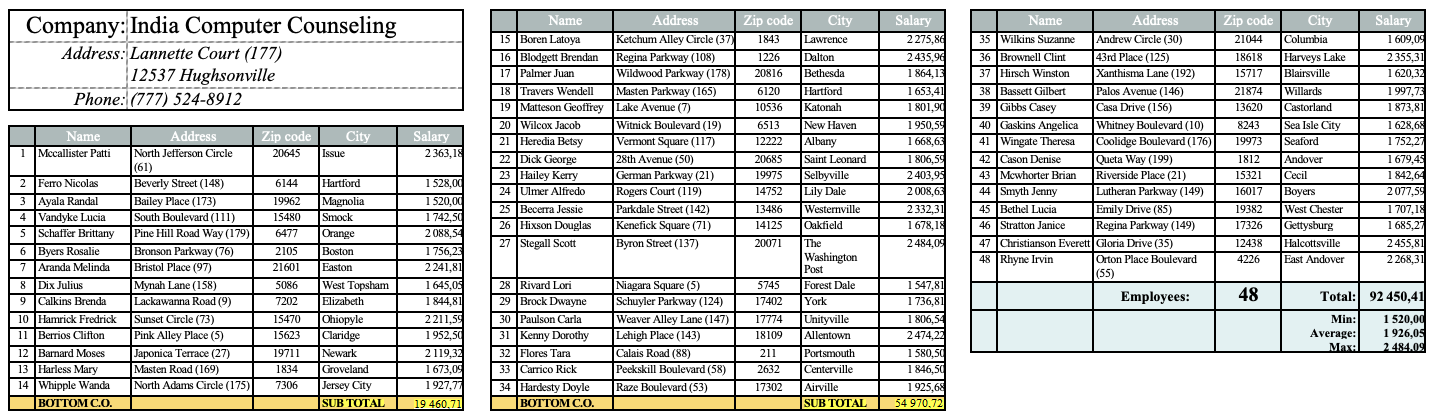 Company: India Computer Counseling
Address: Lannette Court (177)
12537 Hughsonville
Phone: (777) 524-8912
Name Address Zip code City Salary
1 Mccallister Patti North Jefferson Circle (61) 20645 Issue 2 363,18
2 Ferro Nicolas Beverly Street (148) 6144 Hartford 1 528,00
3 Ayala Randal Bailey Place (173) 19962 Magnolia 1 520,00
4 Vandyke Lucia South Boulevard (111) 15480 Smock 1 742,50
5 Schaffer Brittany Pine Hill Road Way (179) 6477 Orange 2 088,54
6 Byers Rosalie Bronson Parkway (76) 2105 Boston 1 756,23
7 Aranda Melinda Bristol Place (97) 21601 Easton 2 241,81
8 Dix Julius Mynah Lane (158) 5086 West Topsham 1 645,05
9 Calkins Brenda Lackawanna Road (9) 7202 Elizabeth 1 844,81
10 Hamrick Fredrick Sunset Circle (73) 15470 Ohiopyle 2 211,59
11 Berrios Clifton Pink Alley Place (5) 15623 Claridge 1 952,50
12 Barnard Moses Japonica Terrace (27) 19711 Newark 2 119,32
13 Harless Mary Masten Road (169) 1834 Groveland 1 673,09
14 Whipple Wanda North Adams Circle (175) 7306 Jersey City 1 927,77
BOTTOM C.O. SUB TOTAL 19 460,71
Name Address Zip code City Salary
15 Boren Latoya Ketchum Alley Circle (37) 1843 Lawrence 2 275,86
16 Blodgett Brendan Regina Parkway (108) 1226 Dalton 2 435,96
17 Palmer Juan Wildwood Parkway (178) 20816 Bethesda 1 864,13
18 Travers Wendell Masten Parkway (165) 6120 Hartford 1 653,41
19 Matteson Geoffrey Lake Avenue (7) 10536 Katonah 1 801,90
20 Wilcox Jacob Witnick Boulevard (19) 6513 New Haven 1 950,59
21 Heredia Betsy Vermont Square (117) 12222 Albany 1 668,63
22 Dick George 28th Avenue (50) 20685 Saint Leonard 1 806,59
23 Hailey Kerry German Parkway (21) 19975 Selbyville 2 403,95
24 Ulmer Alfredo Rogers Court (119) 14752 Lily Dale 2 008,63
25 Becerra Jessie Parkdale Street (142) 13486 Westernville 2 332,31
26 Hixson Douglas Kenefick Square (71) 14125 Oakfield 1 678,18
27 Stegall Scott Byron Street (137) 20071 The Washington Post 2 484,09
28 Rivard Lori Niagara Square (5) 5745 Forest Dale 1 547,81
29 Brock Dwayne Schuyler Parkway (124) 17402 York 1 736,81
30 Paulson Carla Weaver Alley Lane (147) 17774 Unityville 1 806,54
31 Kenny Dorothy Lehigh Place (143) 18109 Allentown 2 474,22
32 Flores Tara Calais Road (88) 211 Portsmouth 1 580,50
33 Carrico Rick Peekskill Boulevard (58) 2632 Centerville 1 846,50
34 Hardesty Doyle Raze Boulevard (53) 17302 Airville 1 925,68
BOTTOM C.O. SUB TOTAL 54 970,72
Name Address Zip code City Salary
35 Wilkins Suzanne Andrew Circle (30) 21044 Columbia 1 609,09
36 Brownell Clint 43rd Place (125) 18618 Harveys Lake 2 355,31
37 Hirsch Winston Xanthisma Lane (192) 15717 Blairsville 1 620,32
38 Bassett Gilbert Palos Avenue (146) 21874 Willards 1 997,73
39 Gibbs Casey Casa Drive (156) 13620 Castorland 1 873,81
40 Gaskins Angelica Whitney Boulevard (10) 8243 Sea Isle City 1 628,68
41 Wingate Theresa Coolidge Boulevard (176) 19973 Seaford 1 752,27
42 Cason Denise Queta Way (199) 1812 Andover 1 679,45
43 Mcwhorter Brian Riverside Place (21) 15321 Cecil 1 842,64
44 Smyth Jenny Lutheran Parkway (149) 16017 Boyers 2 077,59
45 Bethel Lucia Emily Drive (85) 19382 West Chester 1 707,18
46 Stratton Janice Regina Parkway (149) 17326 Gettysburg 1 685,27
47 Christianson Everett Gloria Drive (35) 12438 Halcottsville 2 455,81
48 Rhyne Irvin Orton Place Boulevard (55) 4226 East Andover 2 268,31
Employees: 48 Total: 92 450,41
Min: 1 520,00
Average: 1 926,05
Max: 2 484,09